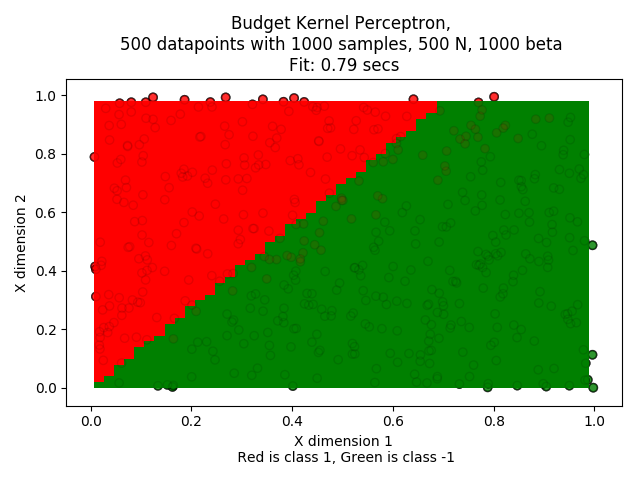 Budget Kernel Perceptron,
500 datapoints with 1000 samples, 500 N, 1000 beta
Fit: 0.79 secs
1.0
0.8
0.6
0.4
0.2
0.0
X dimension 2
0.0 0.2 0.4 0.6 0.8 1.0
X dimension 1
Red is class 1, Green is class -1